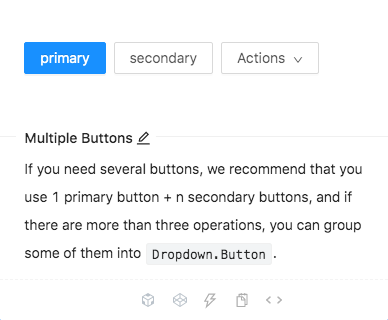 primary secondary Actions
Multiple Buttons
If you need several buttons, we recommend that you
use 1 primary button + n secondary buttons, and if
there are more than three operations, you can group
some of them into Dropdown.Button.